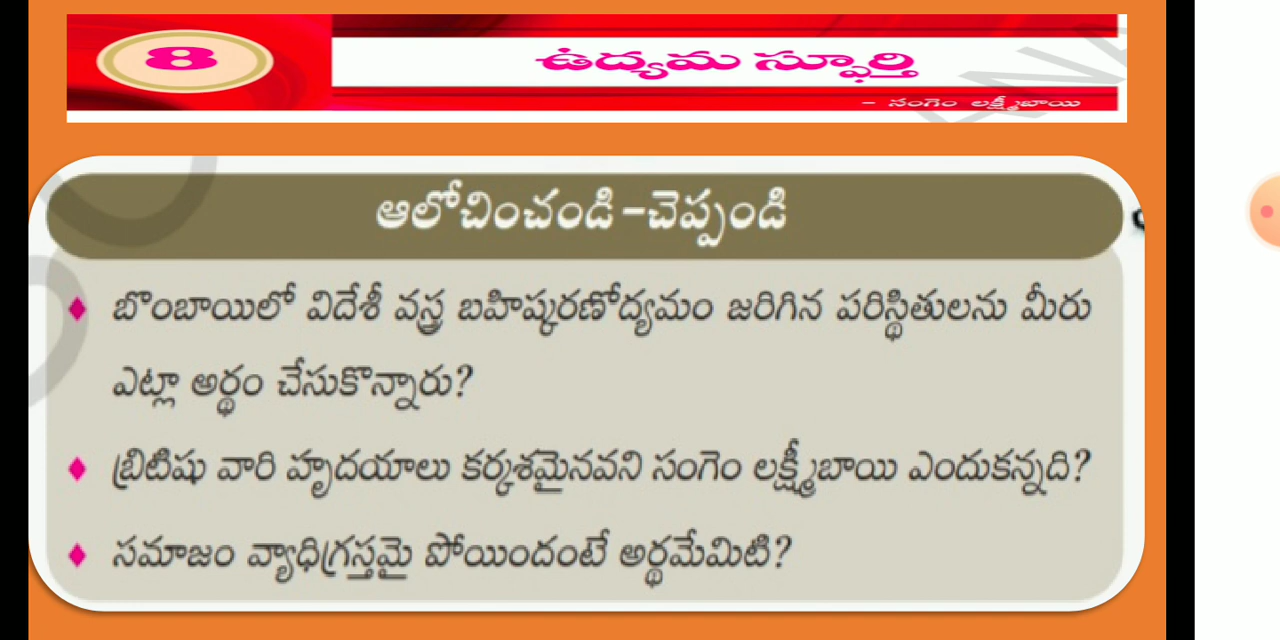 8
ఉద్యమ స్ఫూర్తి
– సంగెం లక్ష్మీబాయి
ఆలోచించండి-చెప్పండి
♦ బొంబాయిలో విదేశీ వస్త్ర బహిష్కరణోద్యమం జరిగిన పరిస్థితులను మీరు
ఎట్లా అర్థం చేసుకొన్నారు?
♦ బ్రిటిషు వారి హృదయాలు కర్కశమైనవని సంగెం లక్ష్మీబాయి ఎందుకన్నది?
♦ సమాజం వ్యాధిగ్రస్తమై పోయిందంటే అర్థమేమిటి?